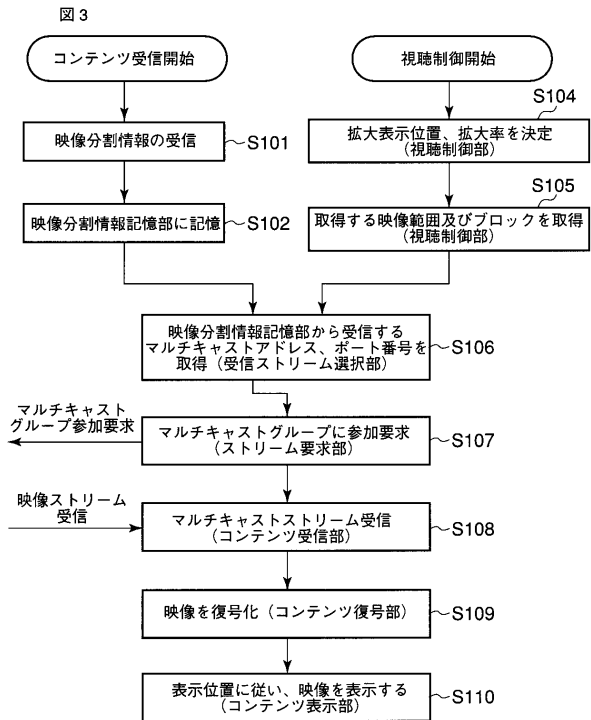 図3
コンテンツ受信開始
映像分割情報の受信
S101
映像分割情報記憶部に記憶
S102
視聴制御開始
S104
拡大表示位置、拡大率を決定
(視聴制御部)
S105
取得する映像範囲及びブロックを取得
(視聴制御部)
映像分割情報記憶部から受信する
マルチキャストアドレス、ポート番号を
取得(受信ストリーム選択部)
S106
マルチキャスト
グループ参加要求
マルチキャストグループに参加要求
(ストリーム要求部)
S107
映像ストリーム
受信
マルチキャストストリーム受信
(コンテンツ受信部)
S108
映像を復号化(コンテンツ復号部)
S109
表示位置に従い、映像を表示する
(コンテンツ表示部)
S110